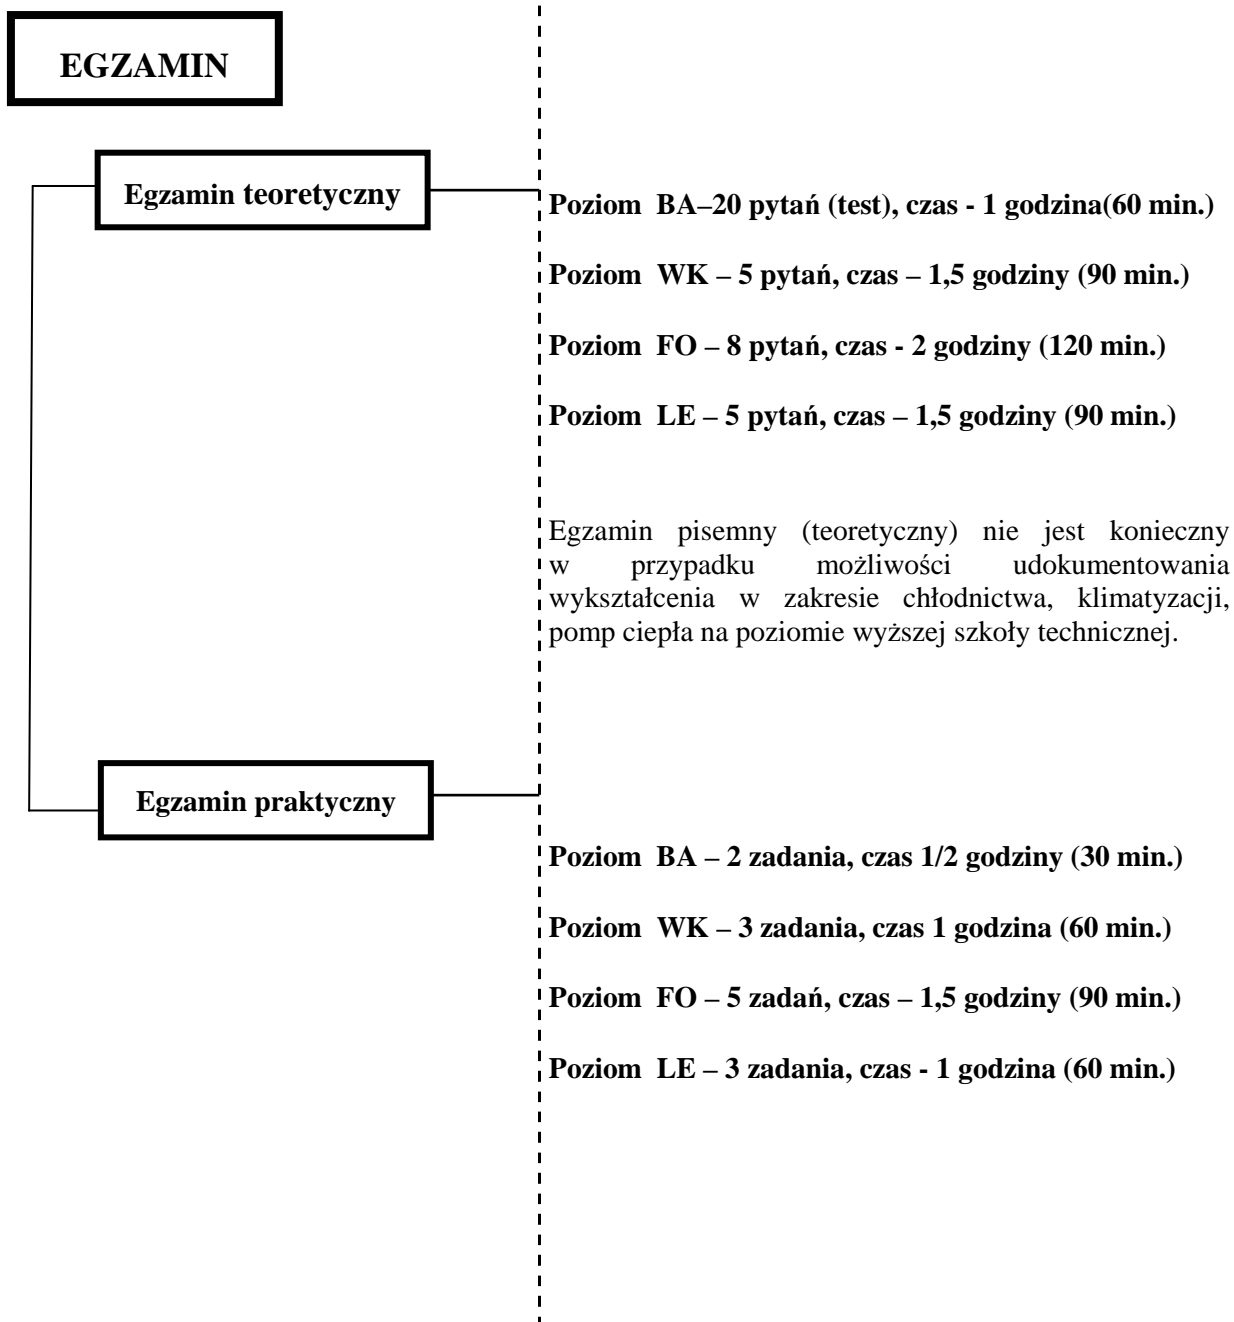 EGZAMIN
Egzamin teoretyczny
Poziom BA–20 pytań (test), czas - 1 godzina(60 min.)
Poziom WK – 5 pytań, czas – 1,5 godziny (90 min.)
Poziom FO – 8 pytań, czas - 2 godziny (120 min.)
Poziom LE – 5 pytań, czas – 1,5 godziny (90 min.)
Egzamin pisemny (teoretyczny) nie jest konieczny
w przypadku możliwości udokumentowania
wykształcenia w zakresie chłodnictwa, klimatyzacji,
pomp ciepła na poziomie wyższej szkoły technicznej.
Egzamin praktyczny
Poziom BA – 2 zadania, czas 1/2 godziny (30 min.)
Poziom WK – 3 zadania, czas 1 godzina (60 min.)
Poziom FO – 5 zadań, czas – 1,5 godziny (90 min.)
Poziom LE – 3 zadania, czas - 1 godzina (60 min.)